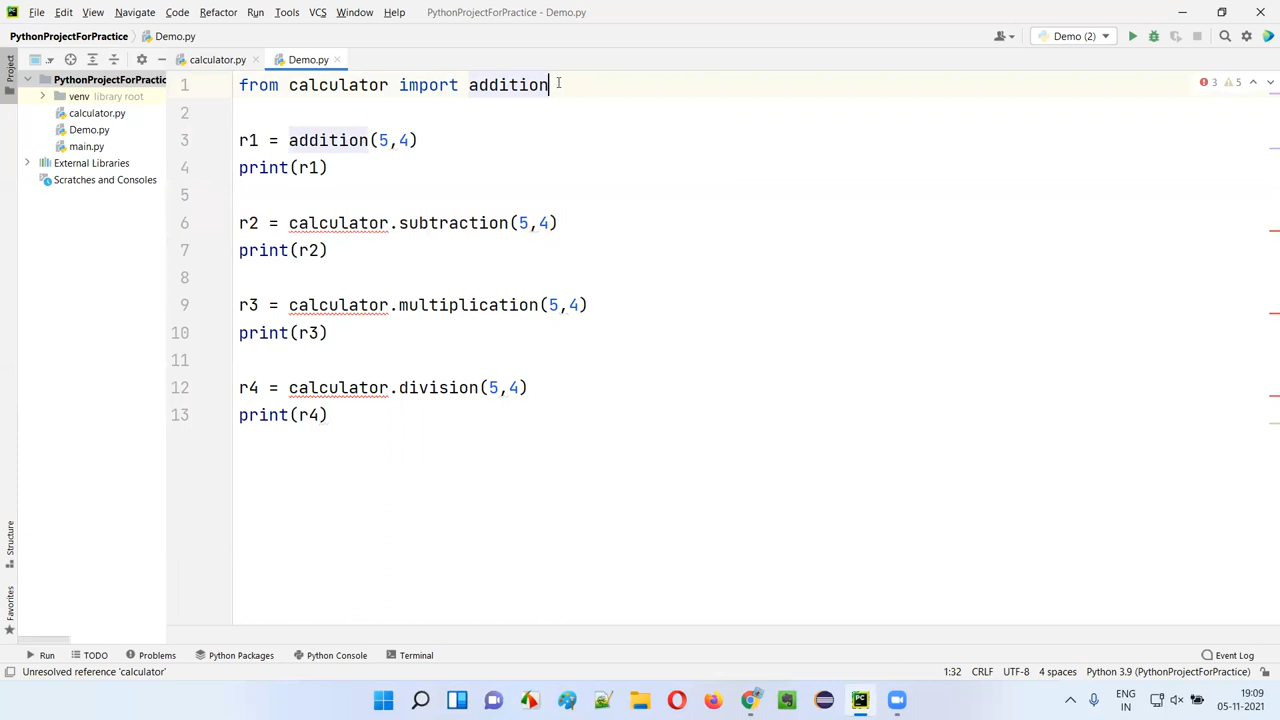 File Edit View Navigate Code Refactor Run Tools VCS Window Help PythonProjectForPractice - Demo.py
PythonProjectForPractice Demo.py Demo (2)
calculator.py Demo.py
Project
PythonProjectForPractic
venv library root
calculator.py
Demo.py
main.py
External Libraries
Scratches and Consoles
Structure
Favorites
3 5
1 from calculator import addition
2
3 r1 = addition(5,4)
4 print(r1)
5
6 r2 = calculator.subtraction(5,4)
7 print(r2)
8
9 r3 = calculator.multiplication(5,4)
10 print(r3)
11
12 r4 = calculator.division(5,4)
13 print(r4)
Run TODO Problems Python Packages Python Console Terminal Event Log
Unresolved reference 'calculator' 1:32 CRLF UTF-8 4 spaces Python 3.9 (PythonProjectForPractice)
ENG
IN
19:09
05-11-2021